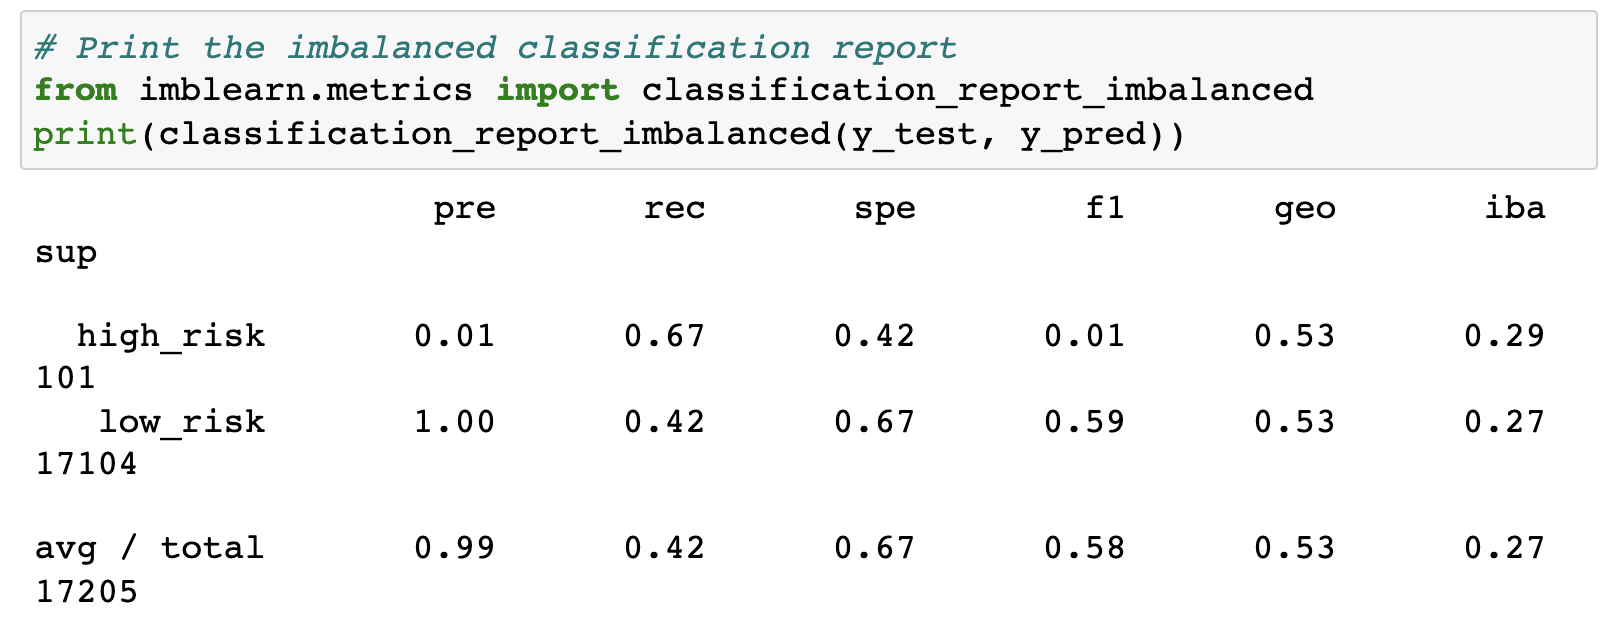 # Print the imbalanced classification report
from imblearn.metrics import classification_report_imbalanced
print(classification_report_imbalanced(y_test, y_pred))
pre rec spe f1 geo iba
sup
high_risk 0.01 0.67 0.42 0.01 0.53 0.29
101
low_risk 1.00 0.42 0.67 0.59 0.53 0.27
17104
avg / total 0.99 0.42 0.67 0.58 0.53 0.27
17205